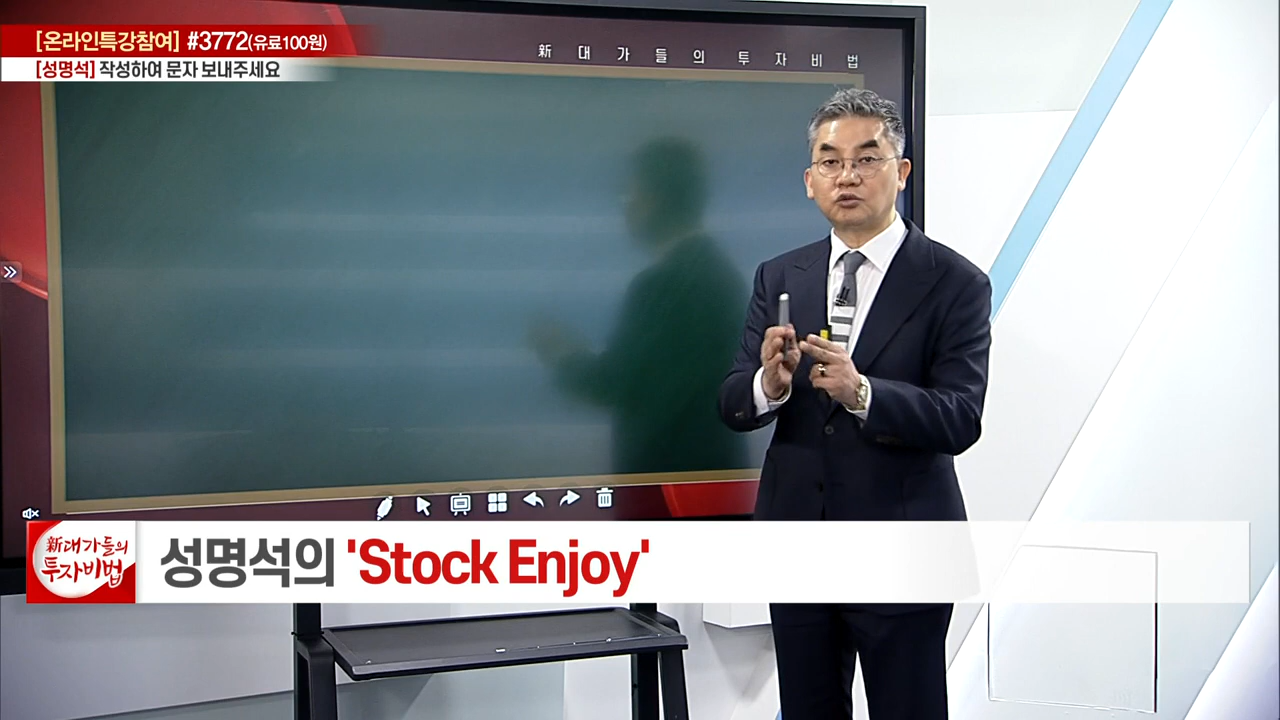 [온라인특강참여] #3772(유료100원)
[성명석] 작성하여 문자 보내주세요
新 대가들의 투자비법
新대가들의
투자비법
성명석의 'Stock Enjoy'